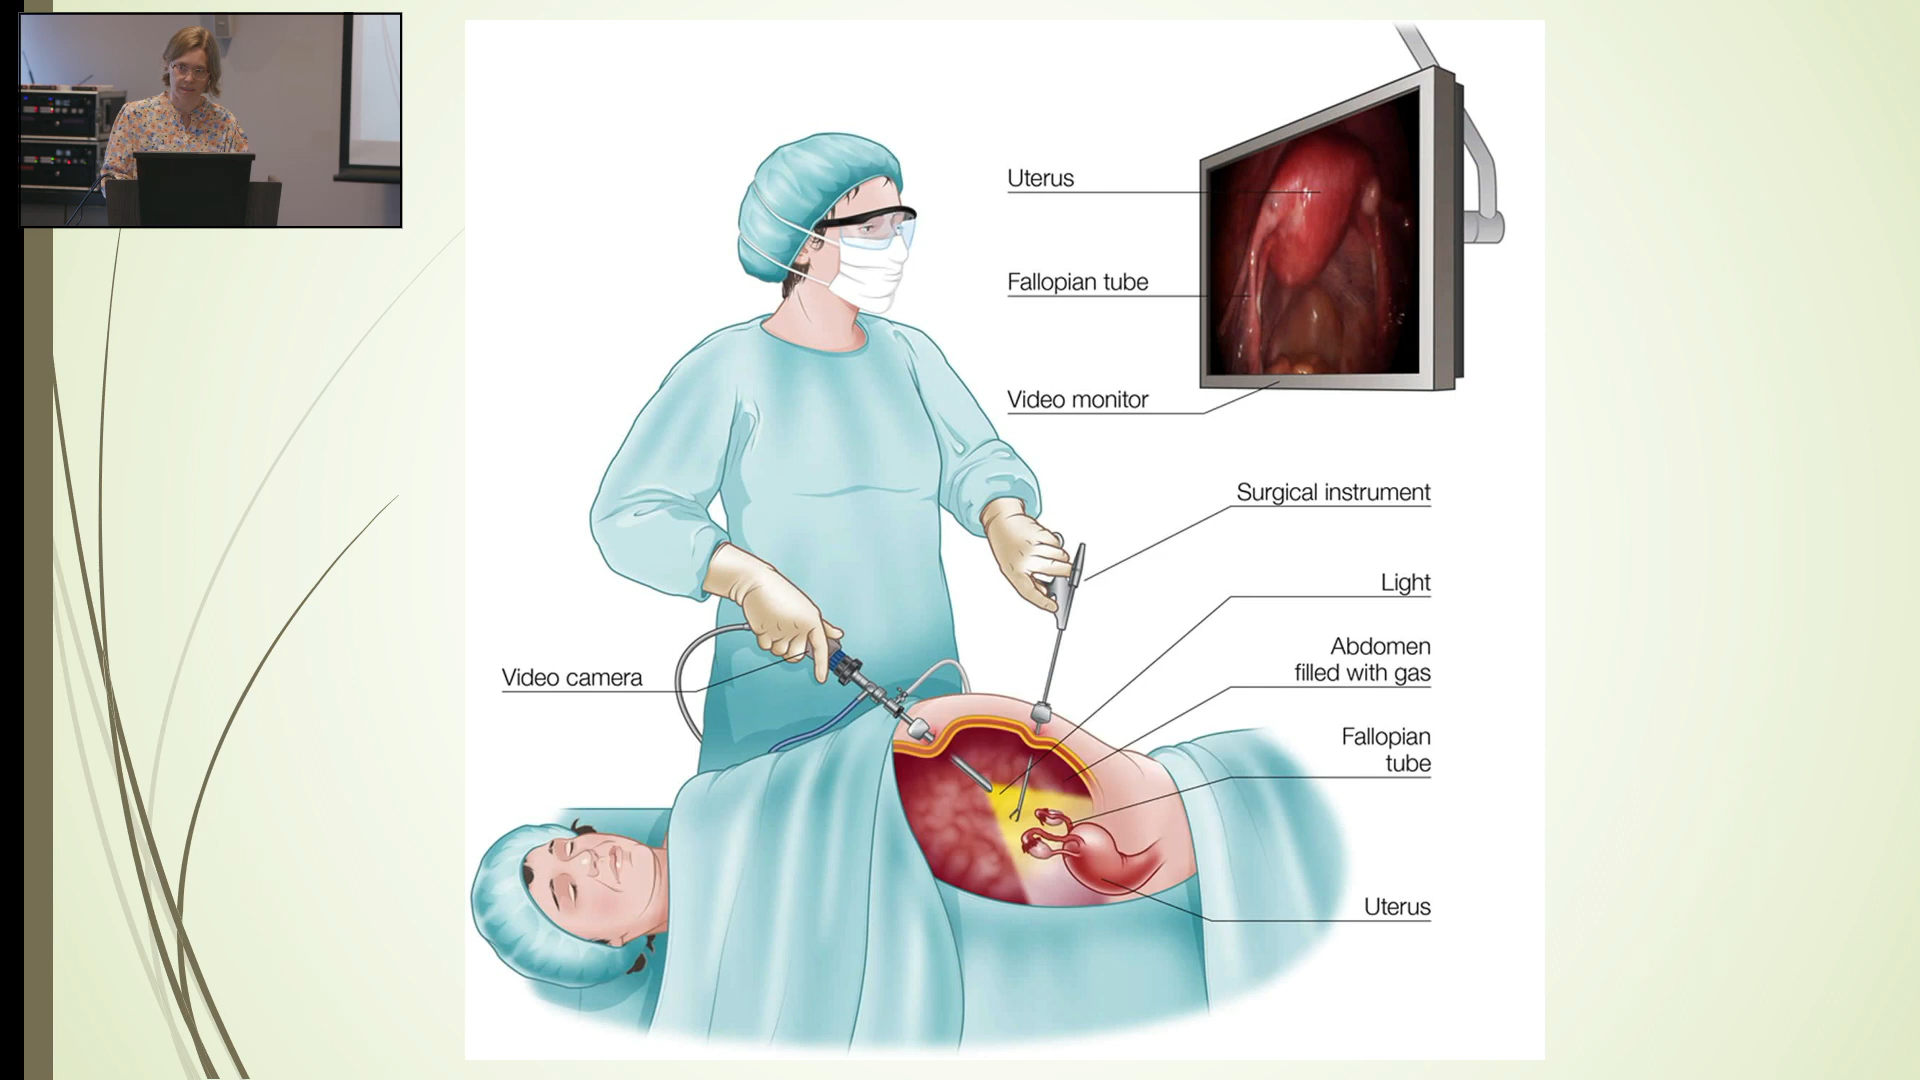 Uterus
Fallopian tube
Video monitor
Surgical instrument
Light
Abdomen
filled with gas
Video camera
Fallopian
tube
Uterus